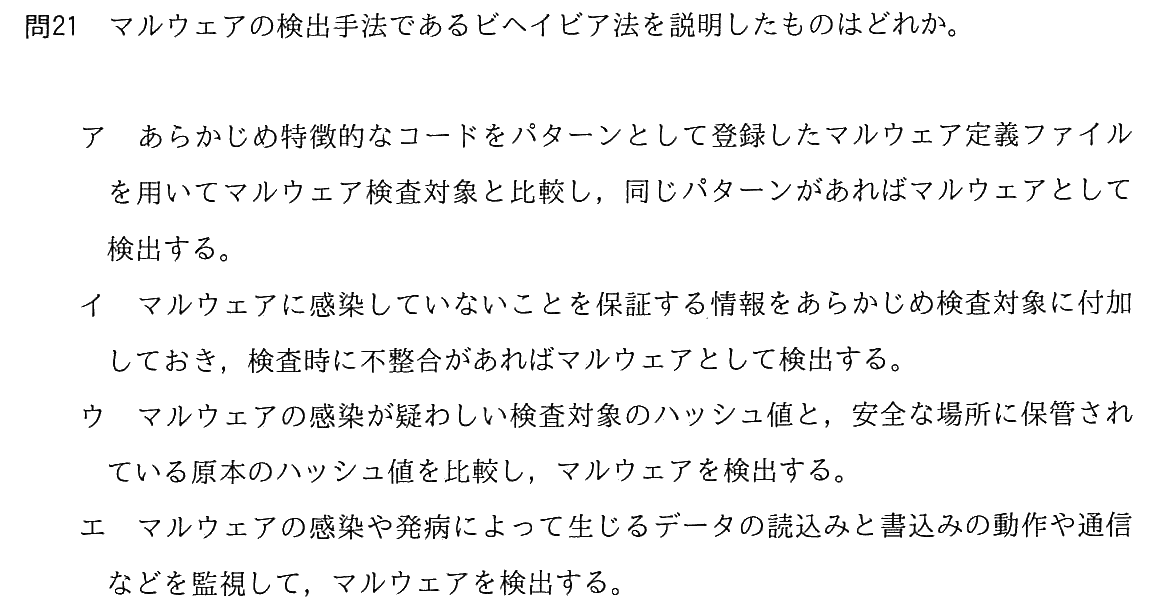 問21　マルウェアの検出手法であるビヘイビア法を説明したものはどれか。
ア　あらかじめ特徴的なコードをパターンとして登録したマルウェア定義ファイル
を用いてマルウェア検査対象と比較し，同じパターンがあればマルウェアとして
検出する。
イ　マルウェアに感染していないことを保証する情報をあらかじめ検査対象に付加
しておき，検査時に不整合があればマルウェアとして検出する。
ウ　マルウェアの感染が疑わしい検査対象のハッシュ値と，安全な場所に保管され
ている原本のハッシュ値を比較し，マルウェアを検出する。
エ　マルウェアの感染や発病によって生じるデータの読込みと書込みの動作や通信
などを監視して，マルウェアを検出する。